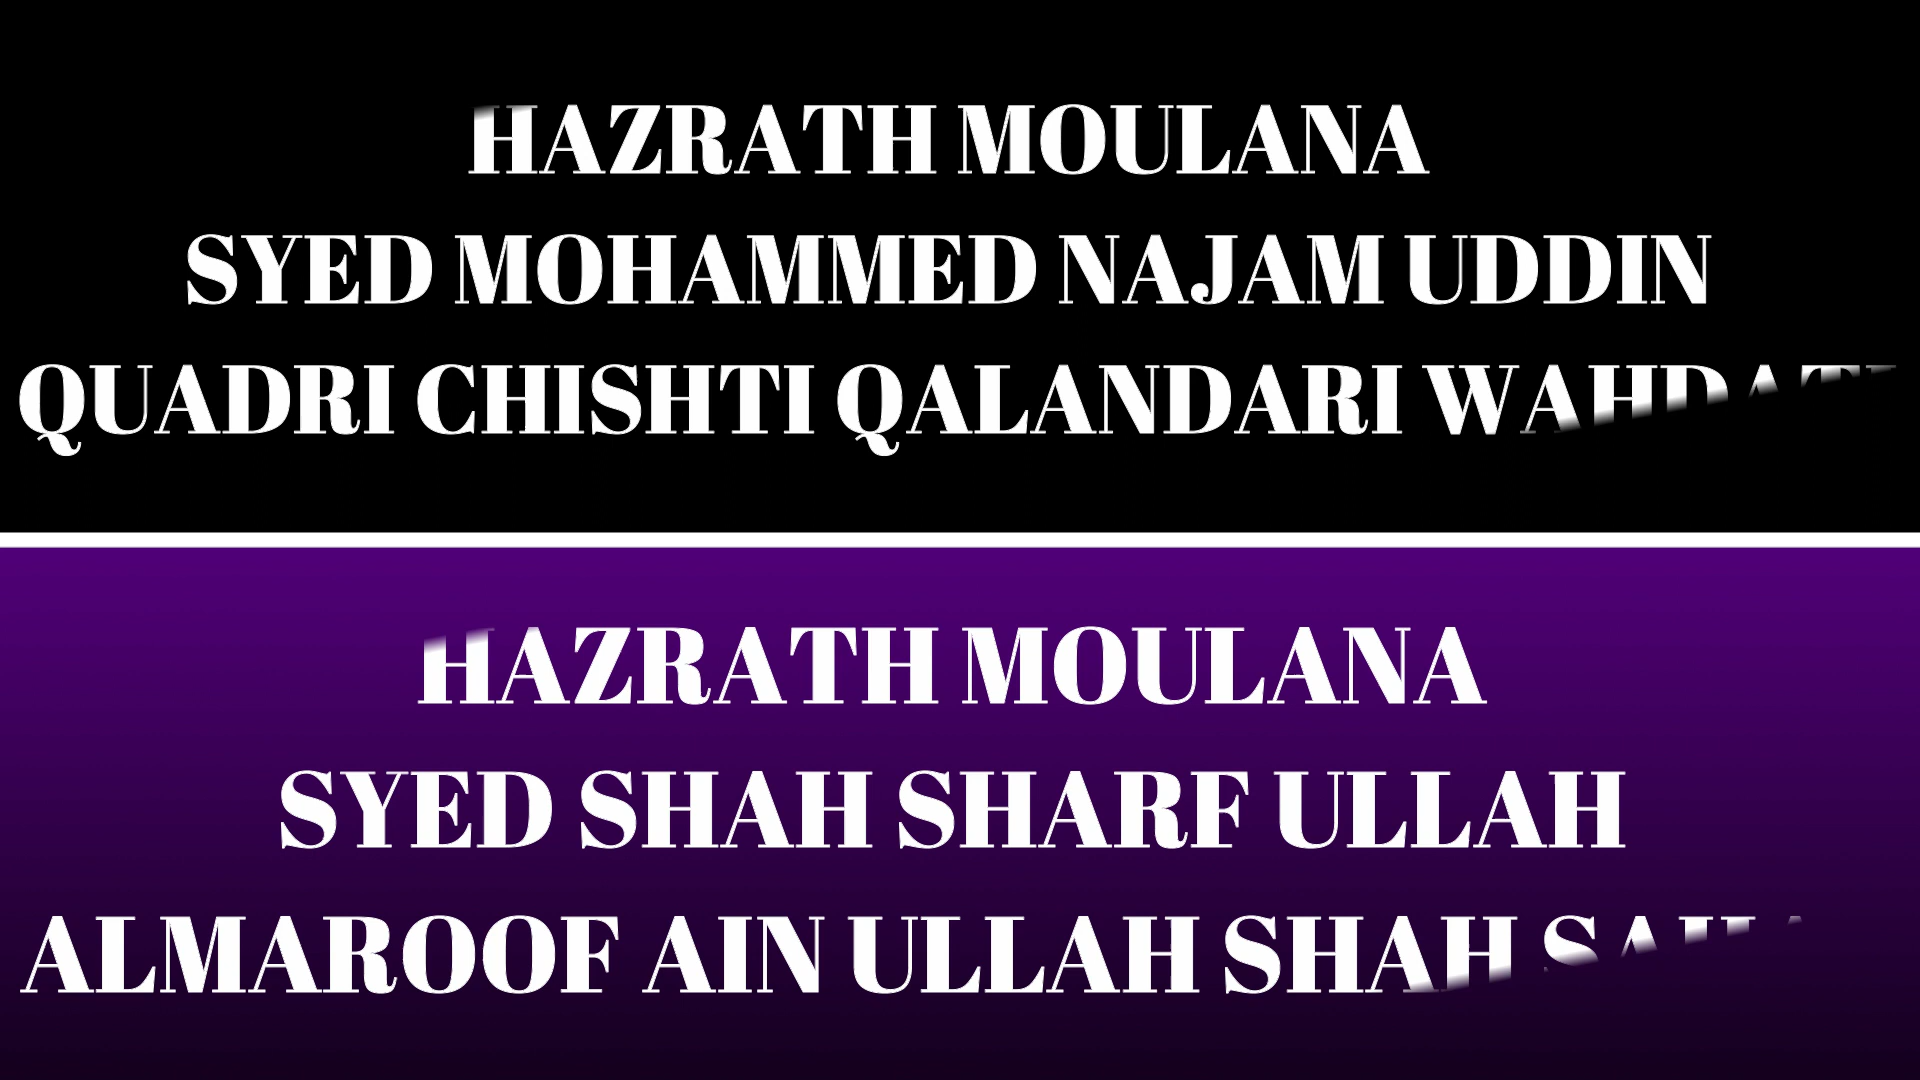 HAZRATH MOULANA
SYED MOHAMMED NAJAM UDDIN
QUADRI CHISHTI QALANDARI
HAZRATH MOULANA
SYED SHAH SHARF ULLAH
ALMAROOF AIN ULLAH SHAH